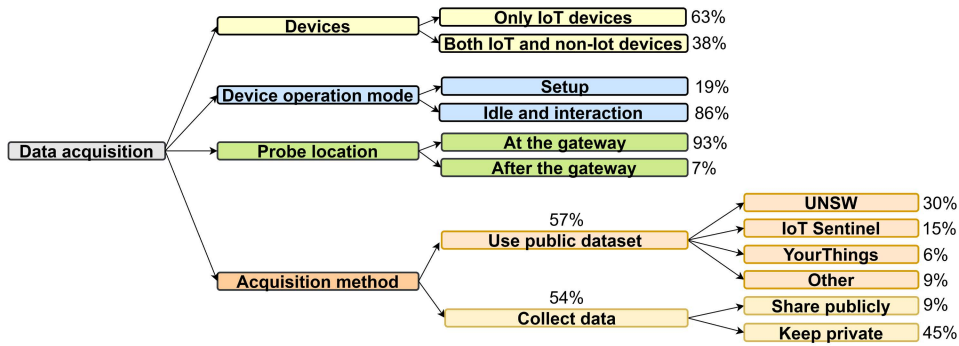 Devices
Only IoT devices 63%
Both IoT and non-Iot devices 38%
Device operation mode
Setup 19%
Idle and interaction 86%
Data acquisition
Probe location
At the gateway 93%
After the gateway 7%
Acquisition method
57%
Use public dataset
UNSW 30%
IoT Sentinel 15%
YourThings 6%
Other 9%
54%
Collect data
Share publicly 9%
Keep private 45%